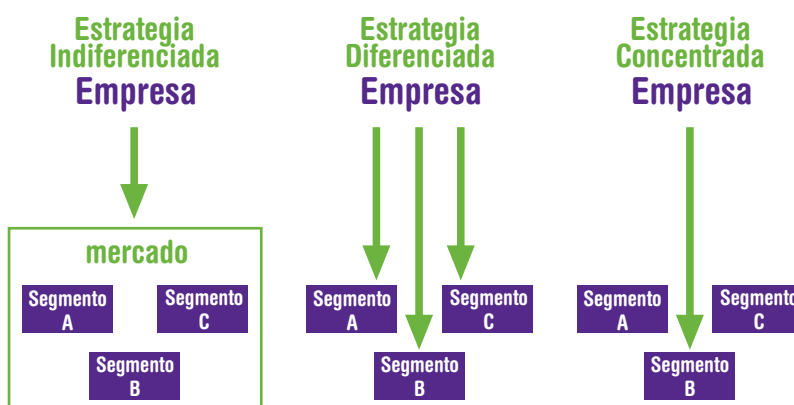 Estrategia
Indiferenciada
Empresa
mercado
Segmento
A
Segmento
C
Segmento
B
Estrategia
Diferenciada
Empresa
Segmento
A
Segmento
C
Segmento
B
Estrategia
Concentrada
Empresa
Segmento
A
Segmento
C
Segmento
B